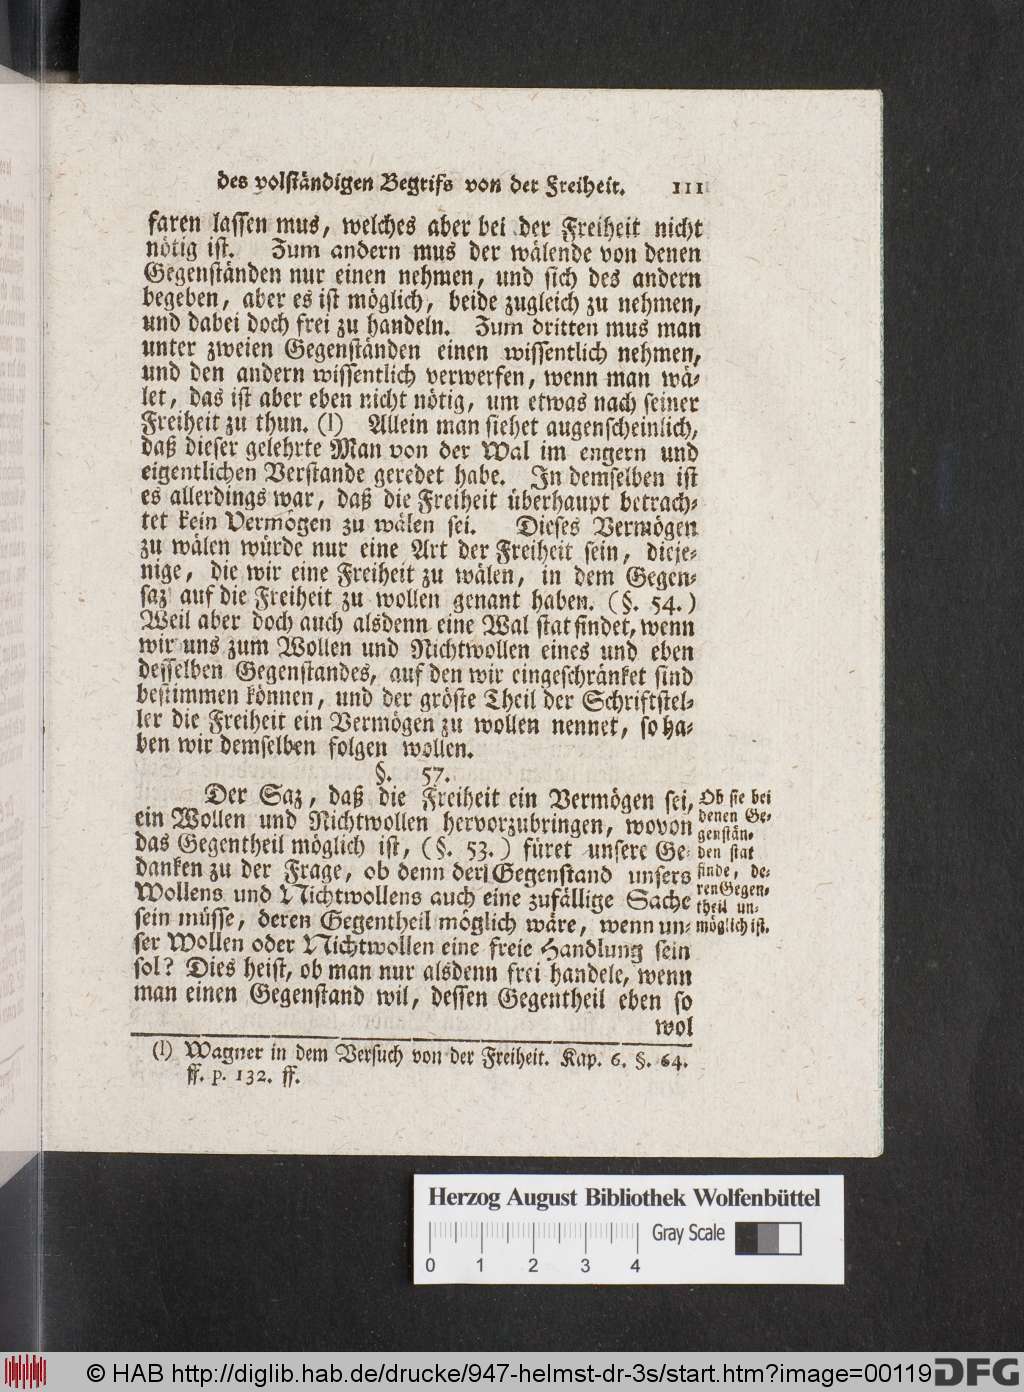 des volständigen Begrifs von der Freiheit. 111
faren lassen mus, welches aber bei der Freiheit nicht
nötig ist. Zum andern mus der wälende von denen
Gegenständen nur einen nehmen, und sich des andern
begeben, aber es ist möglich, beide zugleich zu nehmen,
und dabei doch frei zu handeln. Zum dritten mus man
unter zweien Gegenständen einen wissentlich nehmen,
und den andern wissentlich verwerfen, wenn man wä-
let, das ist aber eben nicht nötig, um etwas nach seiner
Freiheit zu thun. (l) Allein man siehet augenscheinlich,
daß dieser gelehrte Man von der Wal im engern und
eigentlichen Verstande geredet habe. In demselben ist
es allerdings war, daß die Freiheit überhaupt betrach-
tet kein Vermögen zu wälen sei. Dieses Vermögen
zu wälen würde nur eine Art der Freiheit sein, dieje-
nige, die wir eine Freiheit zu wälen, in dem Gegen-
saz auf die Freiheit zu wollen genant haben. (§. 54.)
Weil aber doch auch alsdenn eine Wal stat findet, wenn
wir uns zum Wollen und Nichtwollen eines und eben
desselben Gegenstandes, auf den wir eingeschränket sind
bestimmen können, und der gröste Theil der Schriftstel-
ler die Freiheit ein Vermögen zu wollen nennet, so ha-
ben wir demselben folgen wollen.
§. 57.
Der Saz, daß die Freiheit ein Vermögen sei,
ein Wollen und Nichtwollen hervorzubringen, wovon
das Gegentheil möglich ist, (§. 53.) füret unsere Ge-
danken zu der Frage, ob denn der Gegenstand unsers
Wollens und Nichtwollens auch eine zufällige Sache
sein müsse, deren Gegentheil möglich wäre, wenn un-
ser Wollen oder Nichtwollen eine freie Handlung sein
sol? Dies heist, ob man nur alsdenn frei handele, wenn
man einen Gegenstand wil, dessen Gegentheil eben so
wol
Ob sie bei
denen Ge-
genstän-
den stat
finde, de-
ren Gegen-
theil un-
möglich ist.
(l) Wagner in dem Versuch von der Freiheit. Kap. 6. §. 64.
ff. p. 132. ff.
Herzog August Bibliothek Wolfenbüttel
Gray Scale
0 1 2 3 4
© HAB http://diglib.hab.de/drucke/947-helmst-dr-3s/start.htm?image=00119
DFG